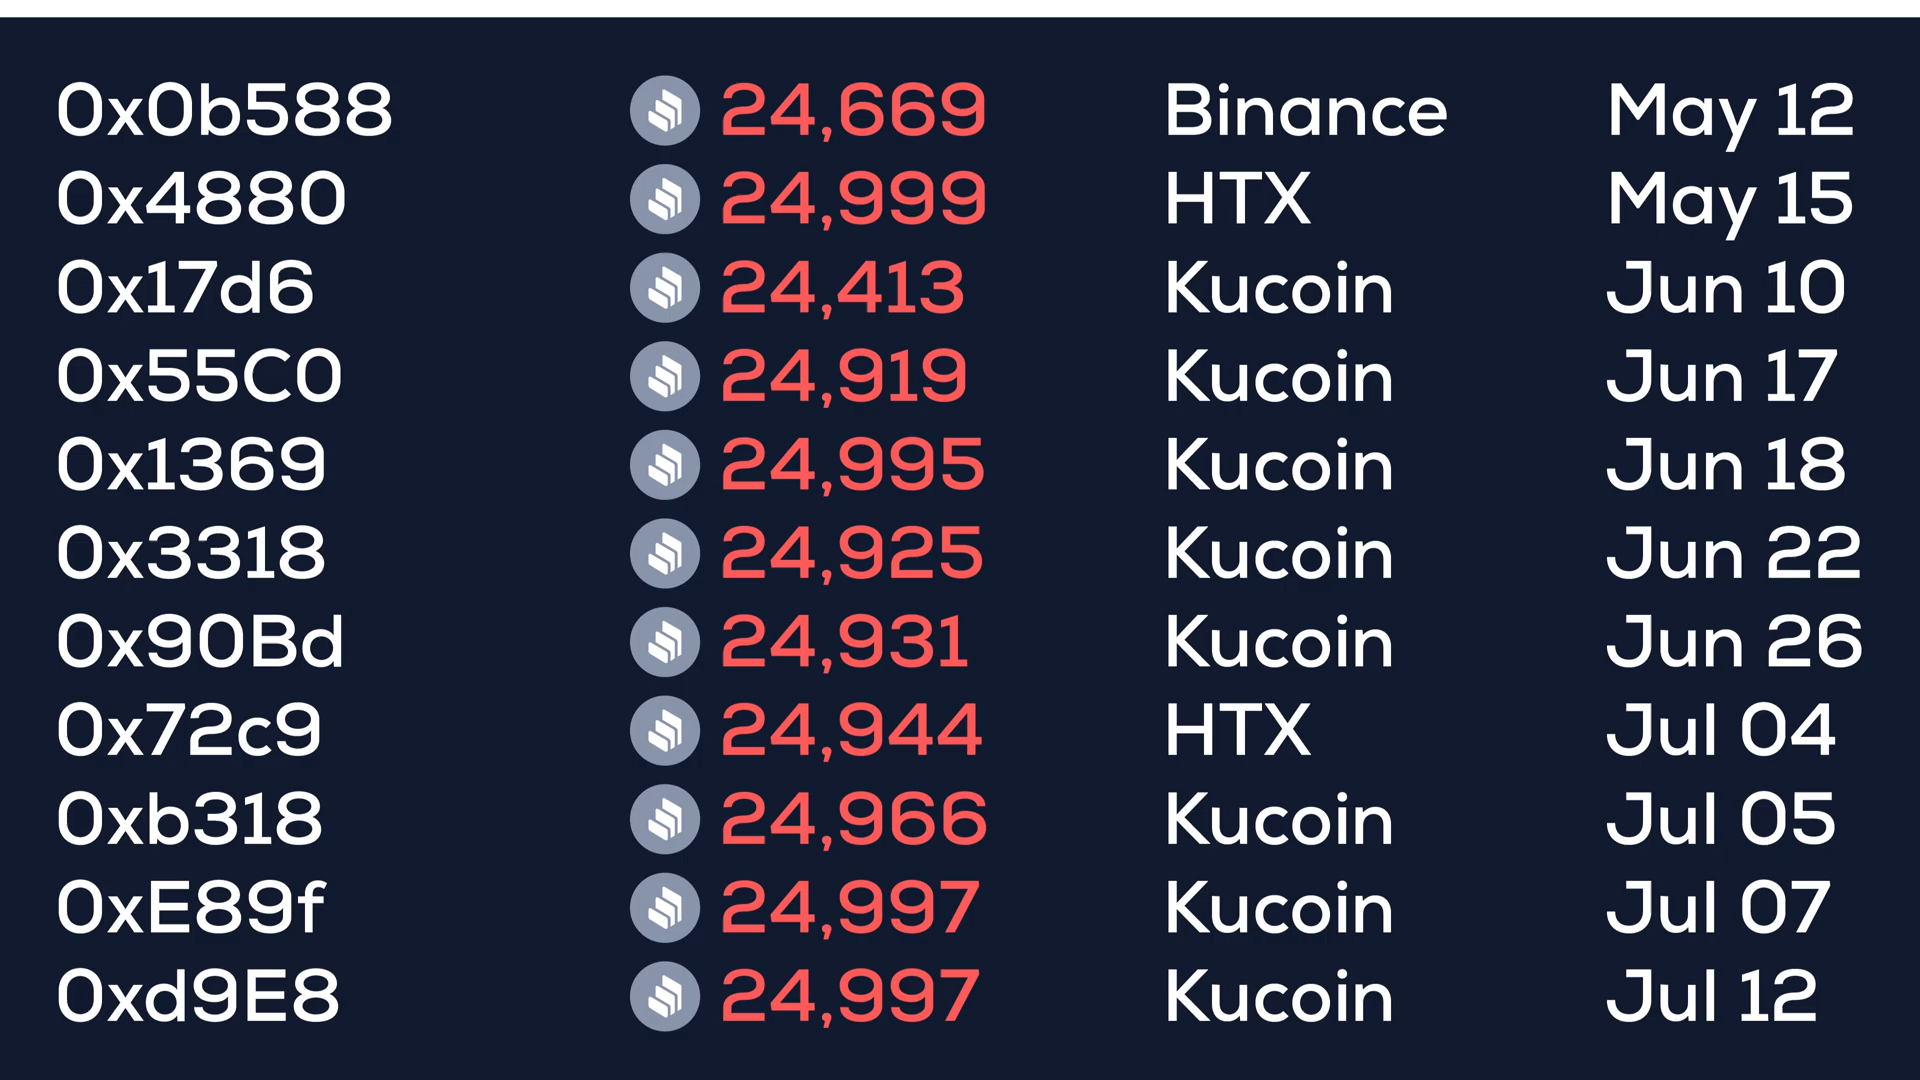 0x0b588 24,669 Binance May 12
0x4880 24,999 HTX May 15
0x17d6 24,413 Kucoin Jun 10
0x55C0 24,919 Kucoin Jun 17
0x1369 24,995 Kucoin Jun 18
0x3318 24,925 Kucoin Jun 22
0x90Bd 24,931 Kucoin Jun 26
0x72c9 24,944 HTX Jul 04
0xb318 24,966 Kucoin Jul 05
0xE89f 24,997 Kucoin Jul 07
0xd9E8 24,997 Kucoin Jul 12